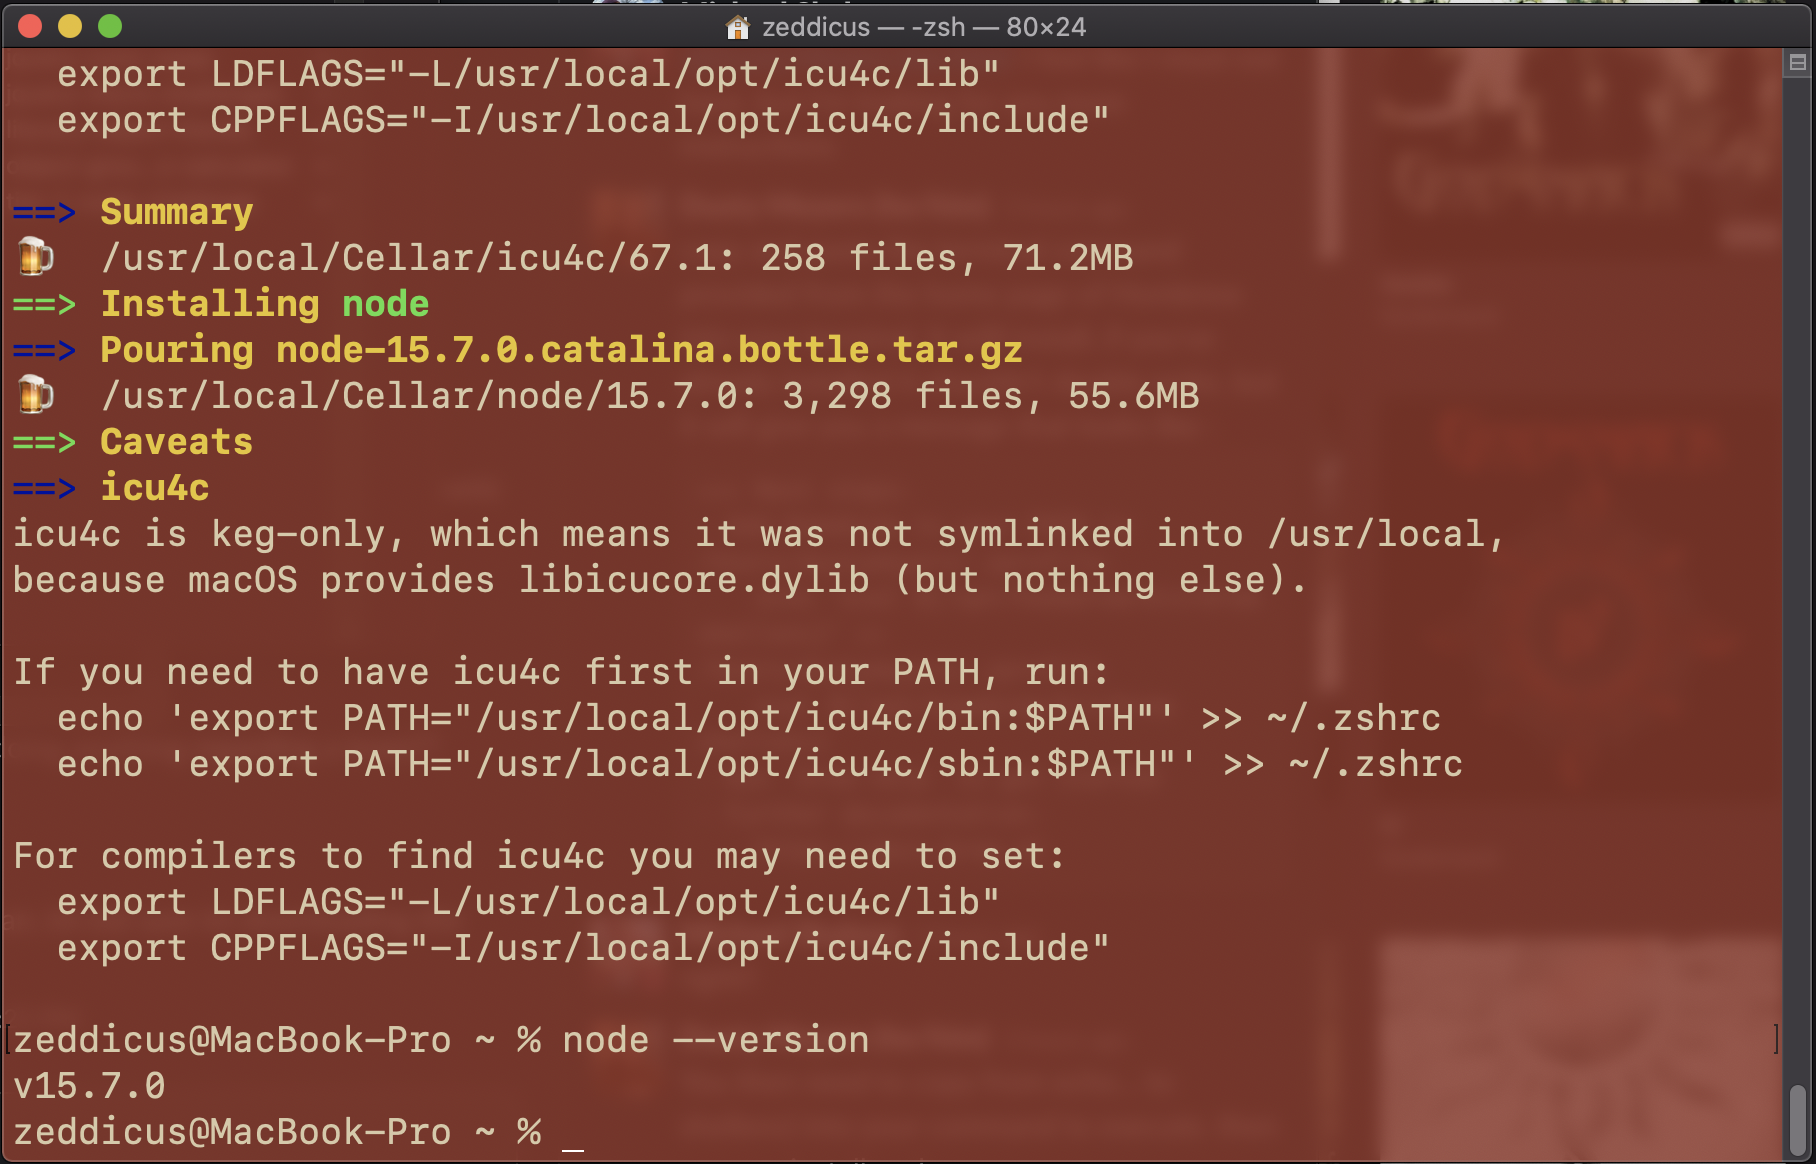 zeddicus — -zsh — 80×24
  export LDFLAGS="-L/usr/local/opt/icu4c/lib"
  export CPPFLAGS="-I/usr/local/opt/icu4c/include"
==> Summary
🍺  /usr/local/Cellar/icu4c/67.1: 258 files, 71.2MB
==> Installing node
==> Pouring node-15.7.0.catalina.bottle.tar.gz
🍺  /usr/local/Cellar/node/15.7.0: 3,298 files, 55.6MB
==> Caveats
==> icu4c
icu4c is keg-only, which means it was not symlinked into /usr/local,
because macOS provides libicucore.dylib (but nothing else).
If you need to have icu4c first in your PATH, run:
  echo 'export PATH="/usr/local/opt/icu4c/bin:$PATH"' >> ~/.zshrc
  echo 'export PATH="/usr/local/opt/icu4c/sbin:$PATH"' >> ~/.zshrc
For compilers to find icu4c you may need to set:
  export LDFLAGS="-L/usr/local/opt/icu4c/lib"
  export CPPFLAGS="-I/usr/local/opt/icu4c/include"
[zeddicus@MacBook-Pro ~ % node --version ]
v15.7.0
zeddicus@MacBook-Pro ~ % _